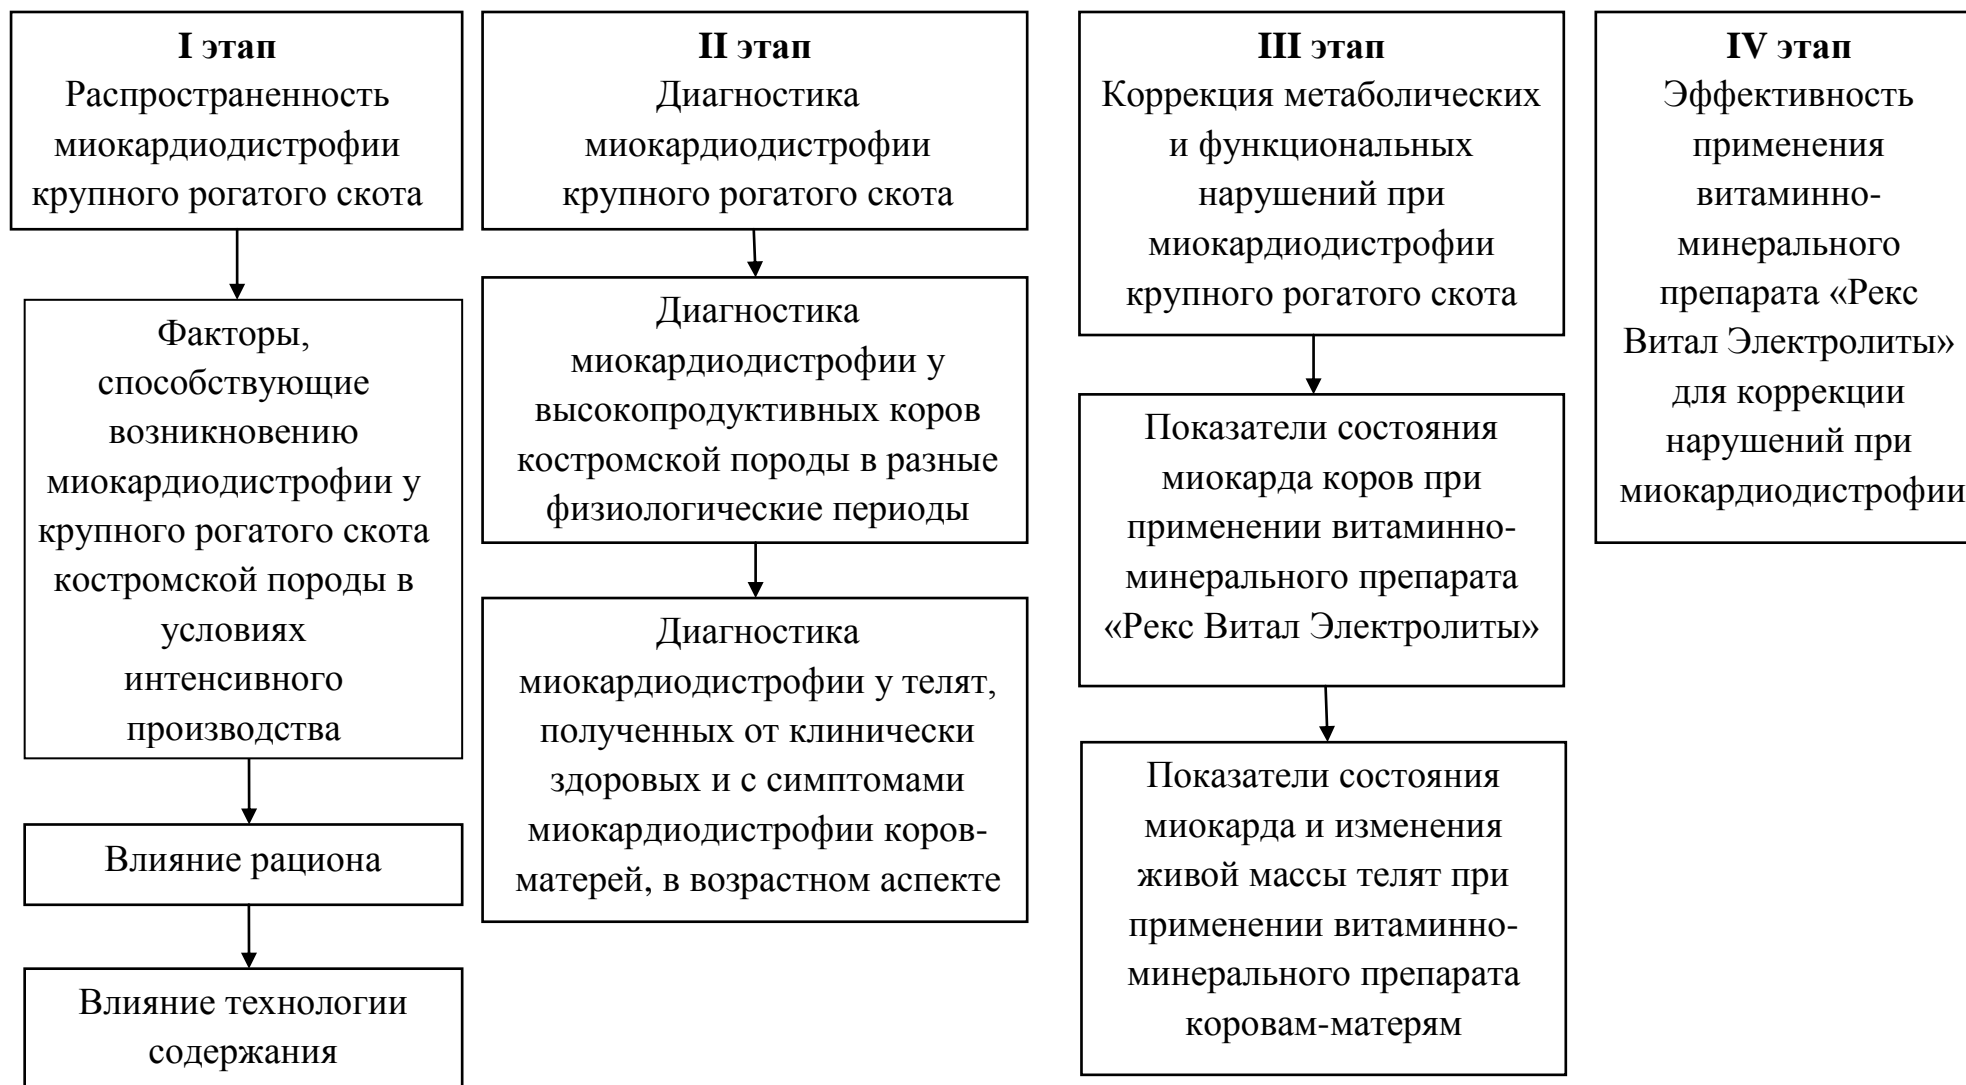 I этап
Распространенность
миокардиодистрофии
крупного рогатого скота
Факторы,
способствующие
возникновению
миокардиодистрофии у
крупного рогатого скота
костромской породы в
условиях
интенсивного
производства
Влияние рациона
Влияние технологии
содержания
II этап
Диагностика
миокардиодистрофии
крупного рогатого скота
Диагностика
миокардиодистрофии у
высокопродуктивных коров
костромской породы в разные
физиологические периоды
Диагностика
миокардиодистрофии у телят,
полученных от клинически
здоровых и с симптомами
миокардиодистрофии коров-
матерей, в возрастном аспекте
III этап
Коррекция метаболических
и функциональных
нарушений при
миокардиодистрофии
крупного рогатого скота
Показатели состояния
миокарда коров при
применении витаминно-
минерального препарата
«Рекс Витал Электролиты»
Показатели состояния
миокарда и изменения
живой массы телят при
применении витаминно-
минерального препарата
коровам-матерям
IV этап
Эффективность
применения
витаминно-
минерального
препарата «Рекс
Витал Электролиты»
для коррекции
нарушений при
миокардиодистрофии